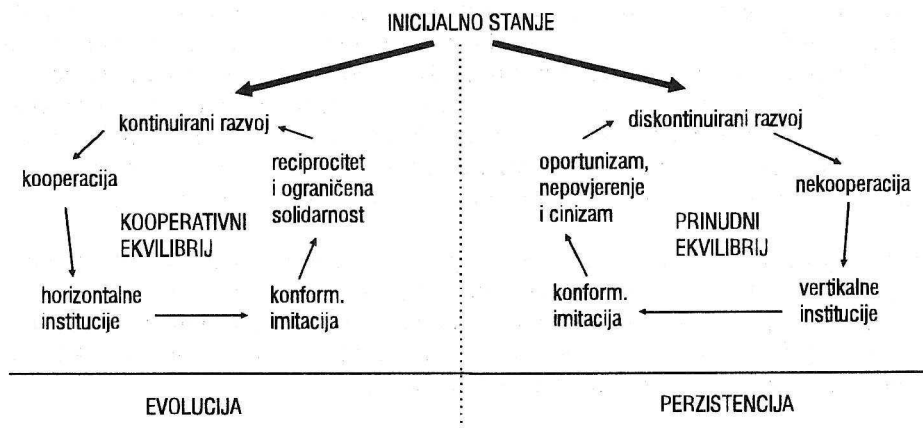 INICIJALNO STANJE
kontinuirani razvoj
kooperacija
reciprocitet
i ograničena
solidarnost
KOOPERATIVNI
EKVILIBRIJ
horizontalne
institucije
konform.
imitacija
diskontinuirani razvoj
oportunizam,
nepovjerenje
i cinizam
nekooperacija
PRINUDNI
EKVILIBRIJ
konform.
imitacija
vertikalne
institucije
EVOLUCIJA
PERZISTENCIJA